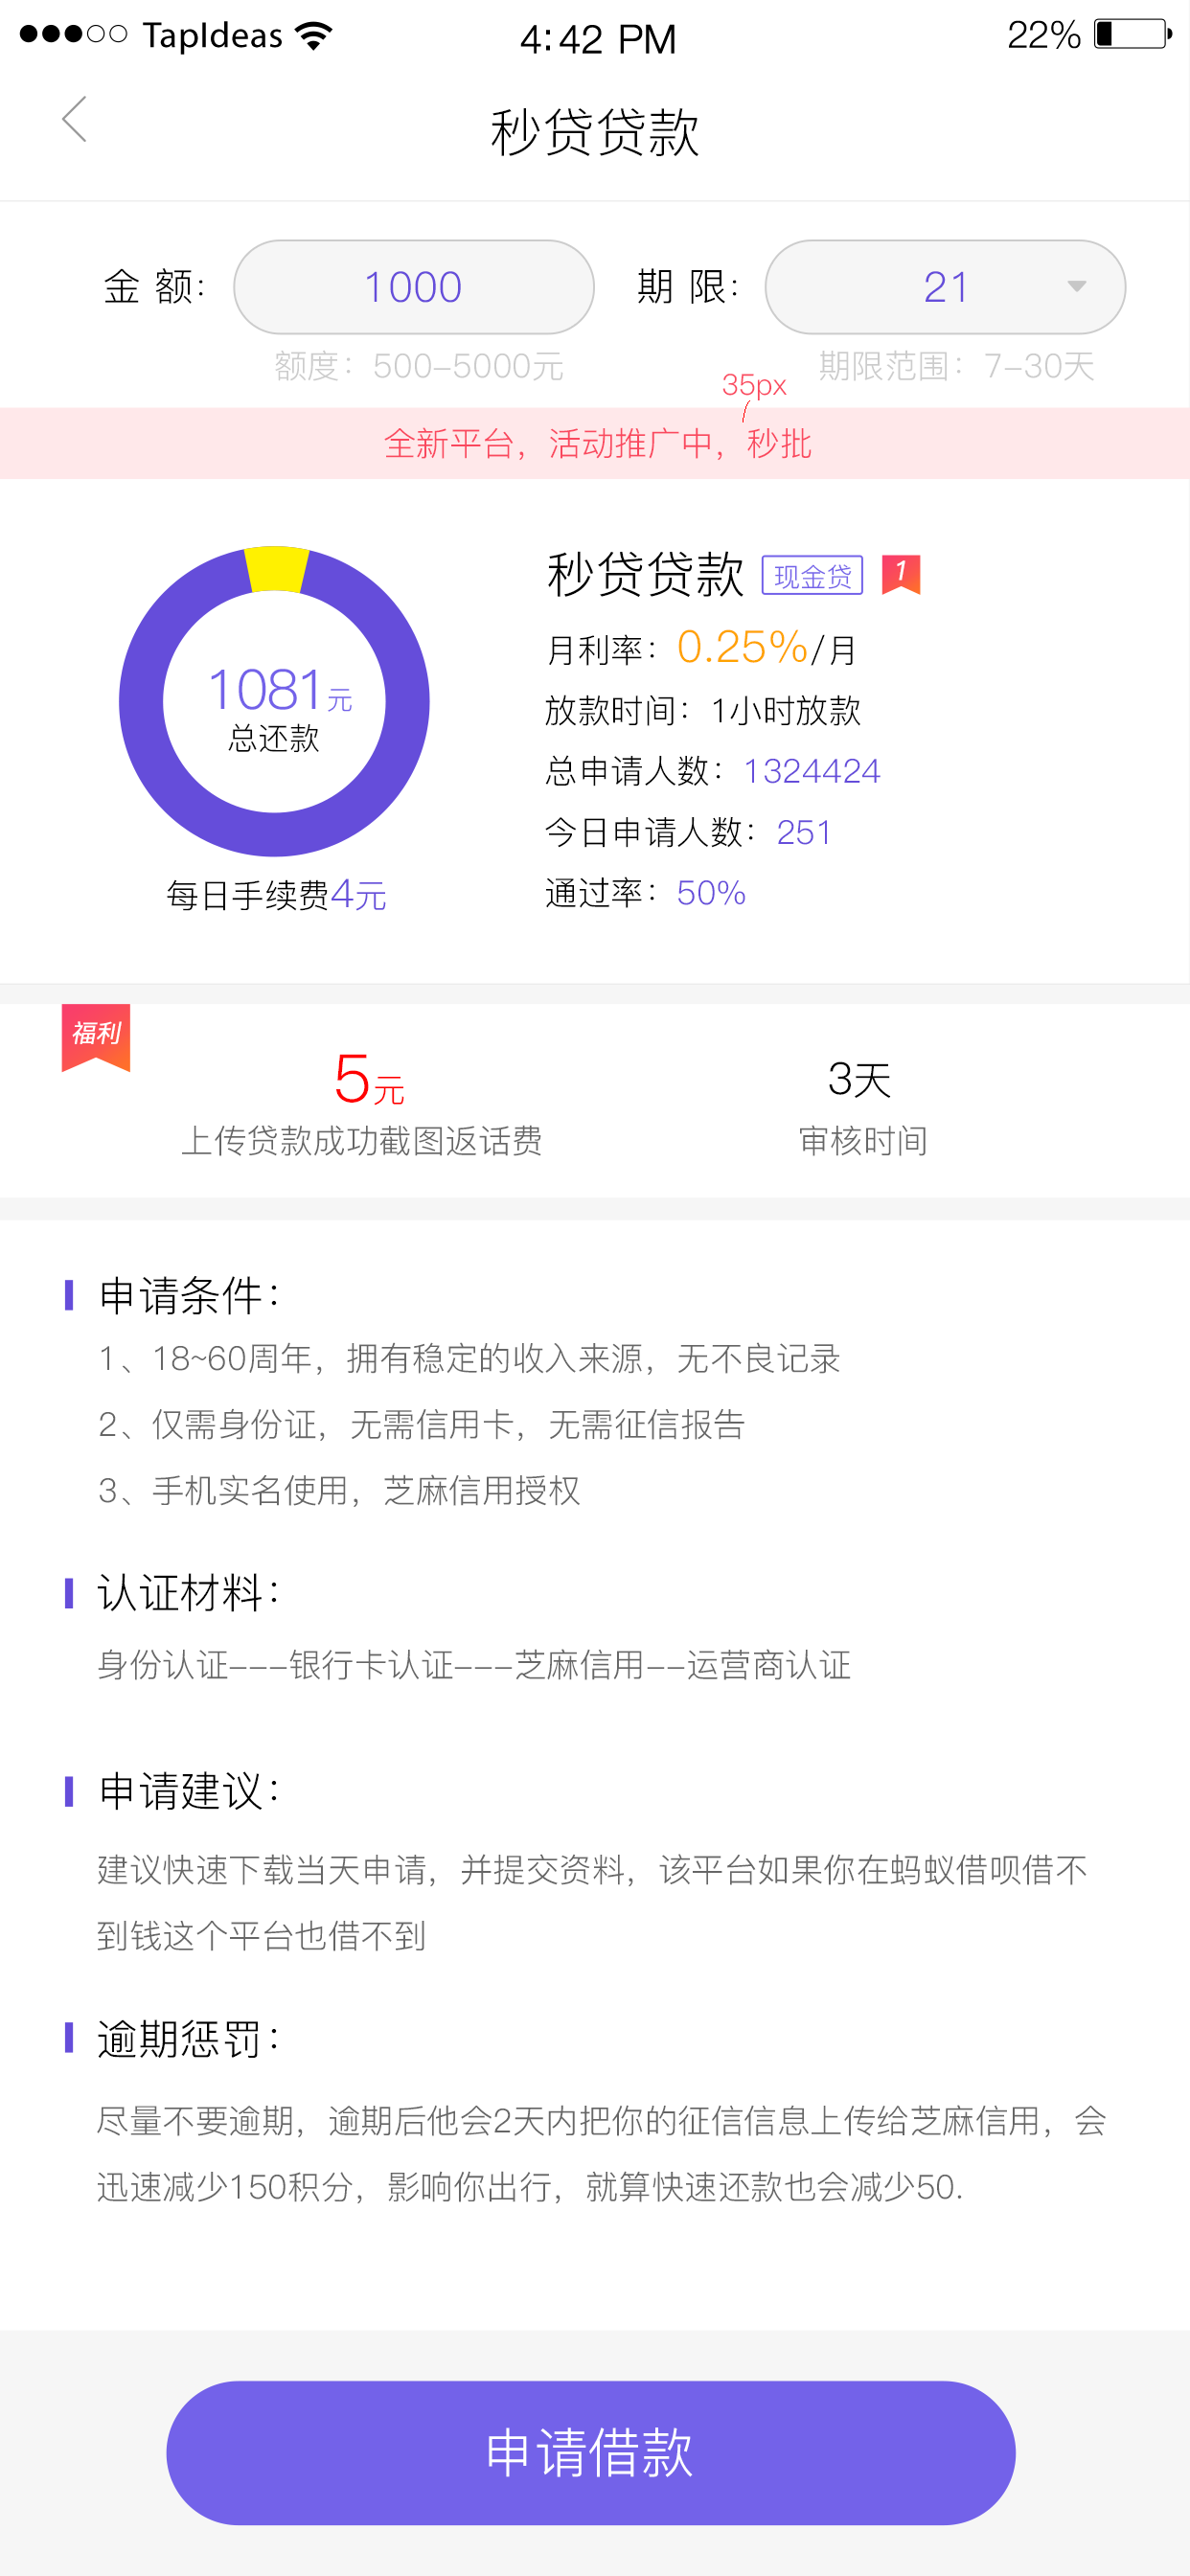 TapIdeas 4:42 PM 22%
秒贷贷款
金 额: 1000 期 限: 21
额度：500-5000元 期限范围：7-30天
35px
全新平台，活动推广中，秒批
秒贷贷款 现金贷 1
月利率：0.25%/月
1081元
总还款
放款时间：1小时放款
总申请人数：1324424
今日申请人数：251
每日手续费4元
通过率：50%
福利
5元 3天
上传贷款成功截图返话费 审核时间
申请条件：
1、18~60周年，拥有稳定的收入来源，无不良记录
2、仅需身份证，无需信用卡，无需征信报告
3、手机实名使用，芝麻信用授权
认证材料：
身份认证---银行卡认证---芝麻信用--运营商认证
申请建议：
建议快速下载当天申请，并提交资料，该平台如果你在蚂蚁借呗借不
到钱这个平台也借不到
逾期惩罚：
尽量不要逾期，逾期后他会2天内把你的征信信息上传给芝麻信用，会
迅速减少150积分，影响你出行，就算快速还款也会减少50.
申请借款